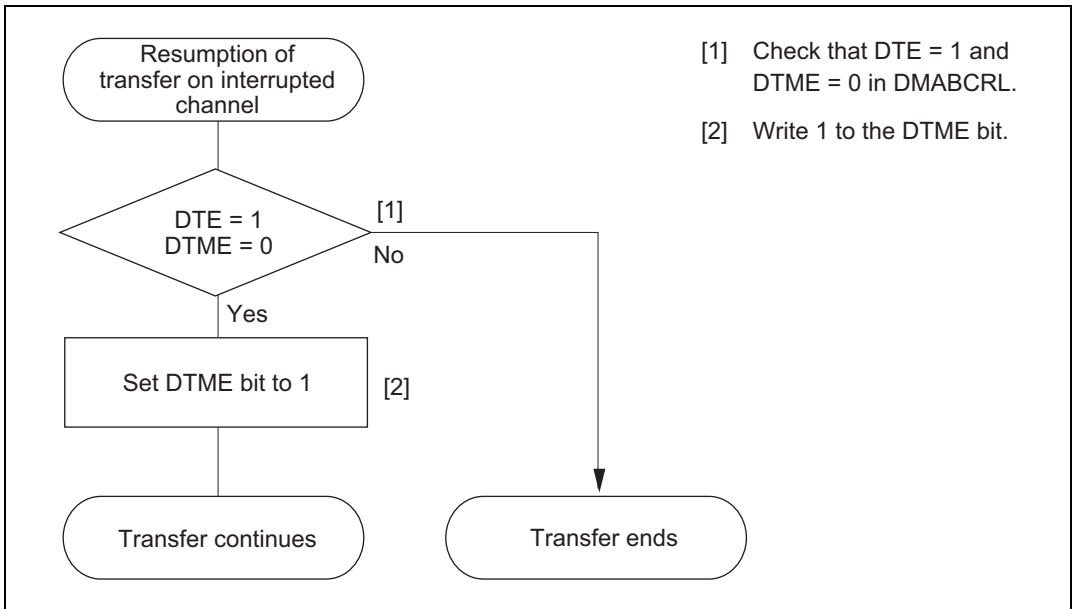 Resumption of
transfer on interrupted
channel
DTE = 1
DTME = 0
[1]
No
Yes
Set DTME bit to 1
[2]
Transfer continues
Transfer ends
[1] Check that DTE = 1 and
DTME = 0 in DMABCRL.
[2] Write 1 to the DTME bit.